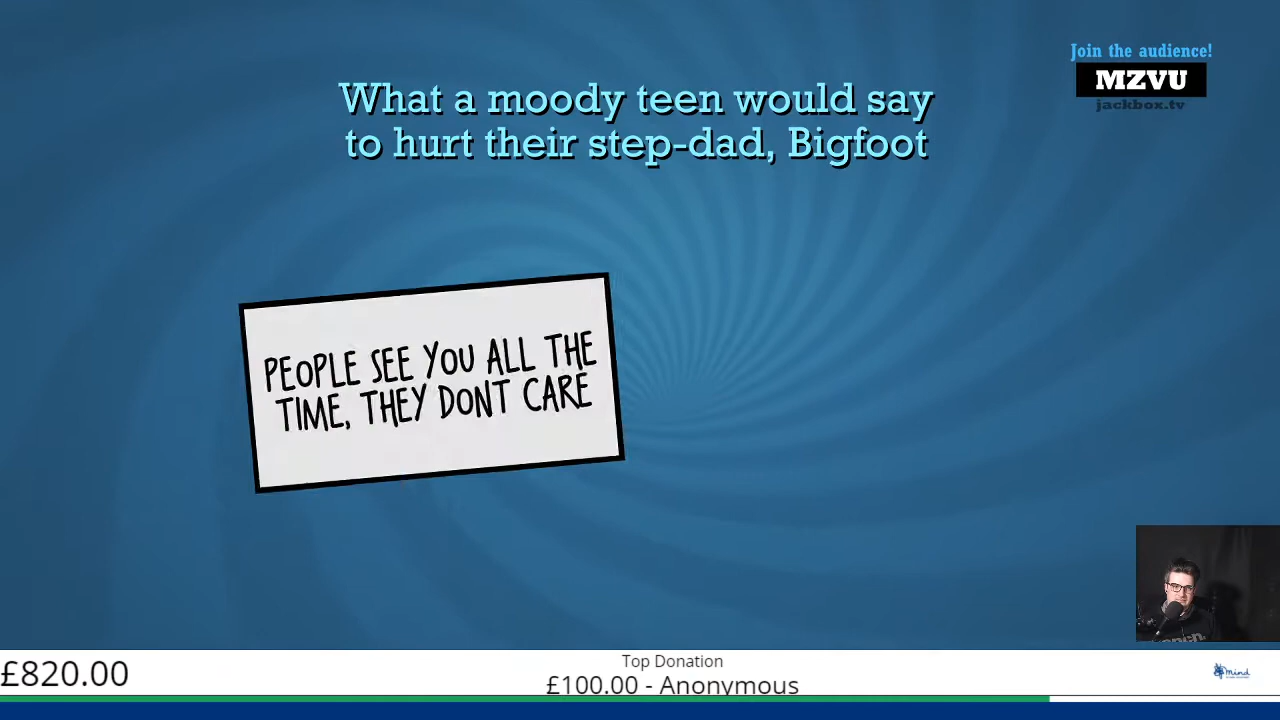 Join the audience!
MZVU
jackbox.tv
What a moody teen would say
to hurt their step-dad, Bigfoot
PEOPLE SEE YOU ALL THE
TIME, THEY DONT CARE
£820.00
Top Donation
£100.00 - Anonymous
mind